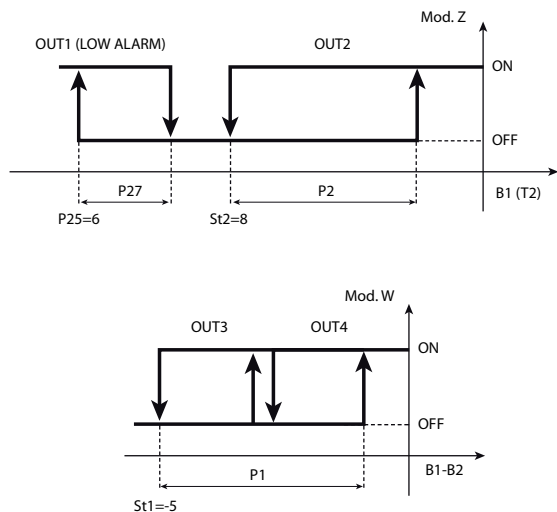 Mod. Z
OUT1 (LOW ALARM)
OUT2
ON
OFF
P27
P2
B1 (T2)
P25=6
St2=8
Mod. W
OUT3
OUT4
ON
OFF
P1
B1-B2
St1=-5